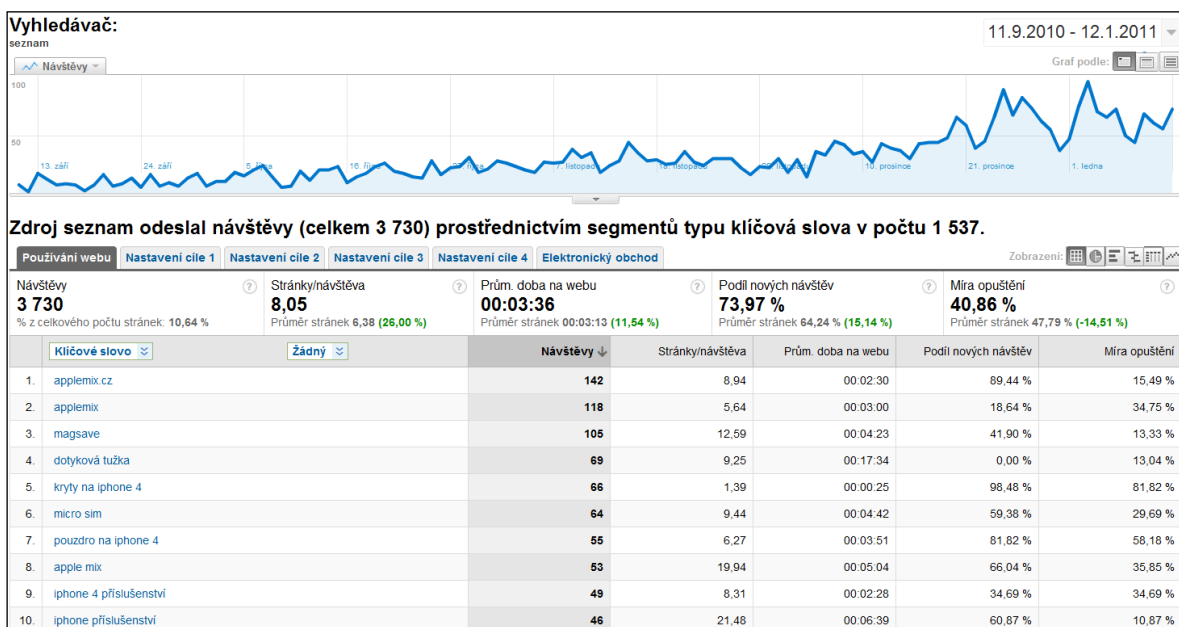 Vyhledávač:
seznam
11.9.2010 - 12.1.2011
Návštěvy
Graf podle:
100
50
13. září 24. září 5. října 16. října 27. října 7. listopadu 18. listopadu 29. listopadu 10. prosince 21. prosince 1. ledna
Zdroj seznam odeslal návštěvy (celkem 3 730) prostřednictvím segmentů typu klíčová slova v počtu 1 537.
Používání webu Nastavení cíle 1 Nastavení cíle 2 Nastavení cíle 3 Nastavení cíle 4 Elektronický obchod Zobrazení:
Návštěvy ? Stránky/návštěva ? Prům. doba na webu ? Podíl nových návštěv ? Míra opuštění ?
3 730 8,05 00:03:36 73,97 % 40,86 %
% z celkového počtu stránek: 10,64 % Průměr stránek 6,38 (26,00 %) Průměr stránek 00:03:13 (11,54 %) Průměr stránek 64,24 % (15,14 %) Průměr stránek 47,79 % (-14,51 %)
Klíčové slovo Žádný Návštěvy ↓ Stránky/návštěva Prům. doba na webu Podíl nových návštěv Míra opuštění
1. applemix.cz 142 8,94 00:02:30 89,44 % 15,49 %
2. applemix 118 5,64 00:03:00 18,64 % 34,75 %
3. magsave 105 12,59 00:04:23 41,90 % 13,33 %
4. dotyková tužka 69 9,25 00:17:34 0,00 % 13,04 %
5. kryty na iphone 4 66 1,39 00:00:25 98,48 % 81,82 %
6. micro sim 64 9,44 00:04:42 59,38 % 29,69 %
7. pouzdro na iphone 4 55 6,27 00:03:51 81,82 % 58,18 %
8. apple mix 53 19,94 00:05:04 66,04 % 35,85 %
9. iphone 4 příslušenství 49 8,31 00:02:28 34,69 % 34,69 %
10. iphone příslušenství 46 21,48 00:06:39 60,87 % 10,87 %